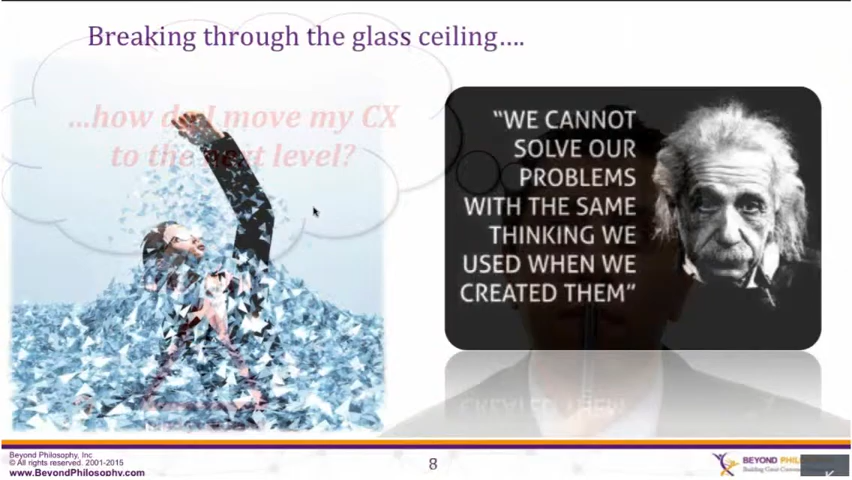 Breaking through the glass ceiling....
...how do I move my CX
to the next level?
"WE CANNOT
SOLVE OUR
PROBLEMS
WITH THE SAME
THINKING WE
USED WHEN WE
CREATED THEM"
Beyond Philosophy, Inc
© All rights reserved. 2001-2015
www.BeyondPhilosophy.com
8
BEYOND
Building Great